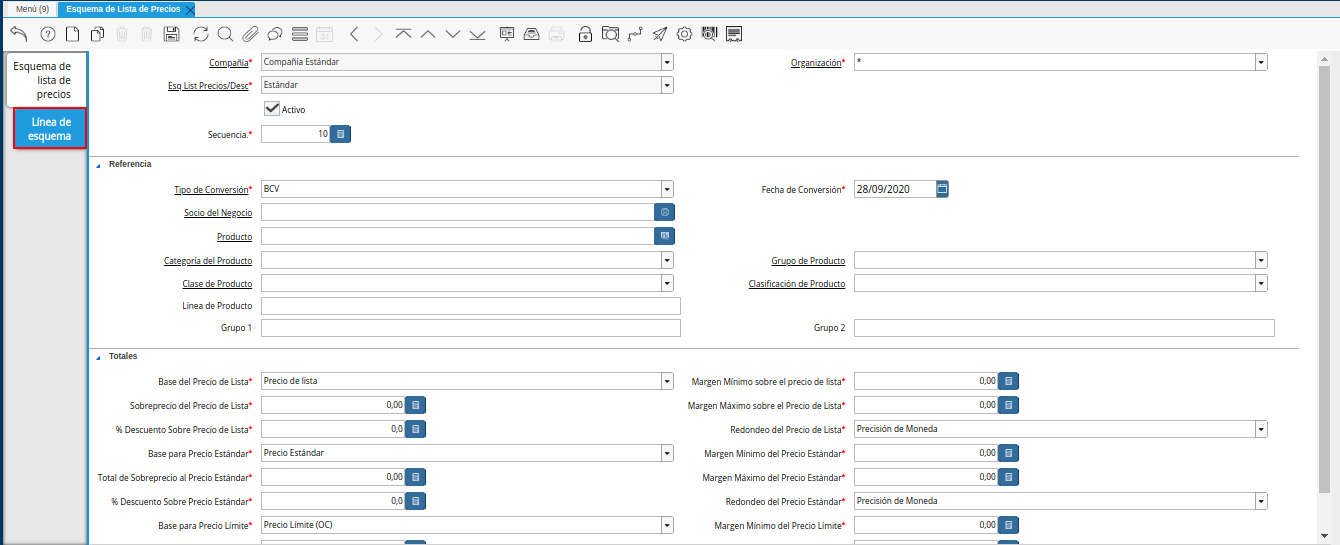 Menú (9) Esquema de Lista de Precios
Esquema de
lista de
precios
Línea de
esquema
Compañía* Compañía Estándar Organización* *
Esq List Precios/Desc* Estándar
Activo
Secuencia.* 10
Referencia
Tipo de Conversión* BCV Fecha de Conversión* 28/09/2020
Socio del Negocio
Producto
Categoría del Producto Grupo de Producto
Clase de Producto Clasificación de Producto
Línea de Producto
Grupo 1 Grupo 2
Totales
Base del Precio de Lista* Precio de lista Margen Mínimo sobre el precio de lista* 0,00
Sobreprecio del Precio de Lista* 0,00 Margen Máximo sobre el Precio de Lista* 0,00
% Descuento Sobre Precio de Lista* 0,0 Redondeo del Precio de Lista* Precisión de Moneda
Base para Precio Estándar* Precio Estándar Margen Mínimo del Precio Estándar* 0,00
Total de Sobreprecio al Precio Estándar* 0,00 Margen Máximo del Precio Estándar* 0,00
% Descuento Sobre Precio Estándar* 0,0 Redondeo del Precio Estándar* Precisión de Moneda
Base para Precio Límite* Precio Límite (OC) Margen Mínimo del Precio Límite* 0,00